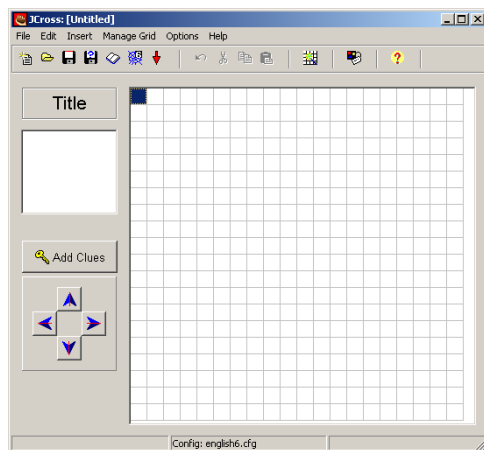 JCross: [Untitled]
File Edit Insert Manage Grid Options Help
Title
Add Clues
Config: english6.cfg